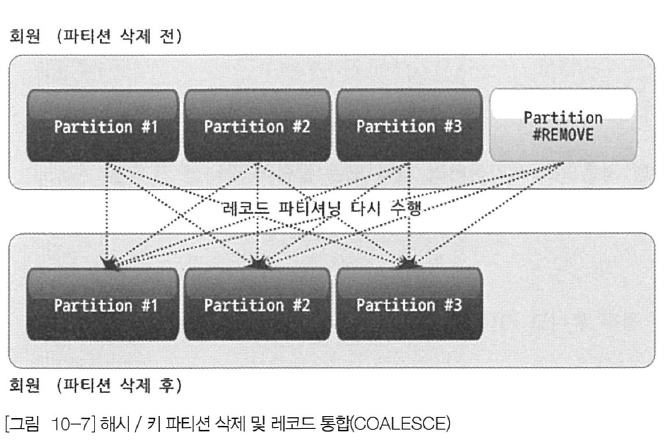 회원 (파티션 삭제 전)
Partition #1
Partition #2
Partition #3
Partition
#REMOVE
레코드 파티셔닝 다시 수행
Partition #1
Partition #2
Partition #3
회원 (파티션 삭제 후)
[그림 10-7] 해시 / 키 파티션 삭제 및 레코드 통합(COALESCE)